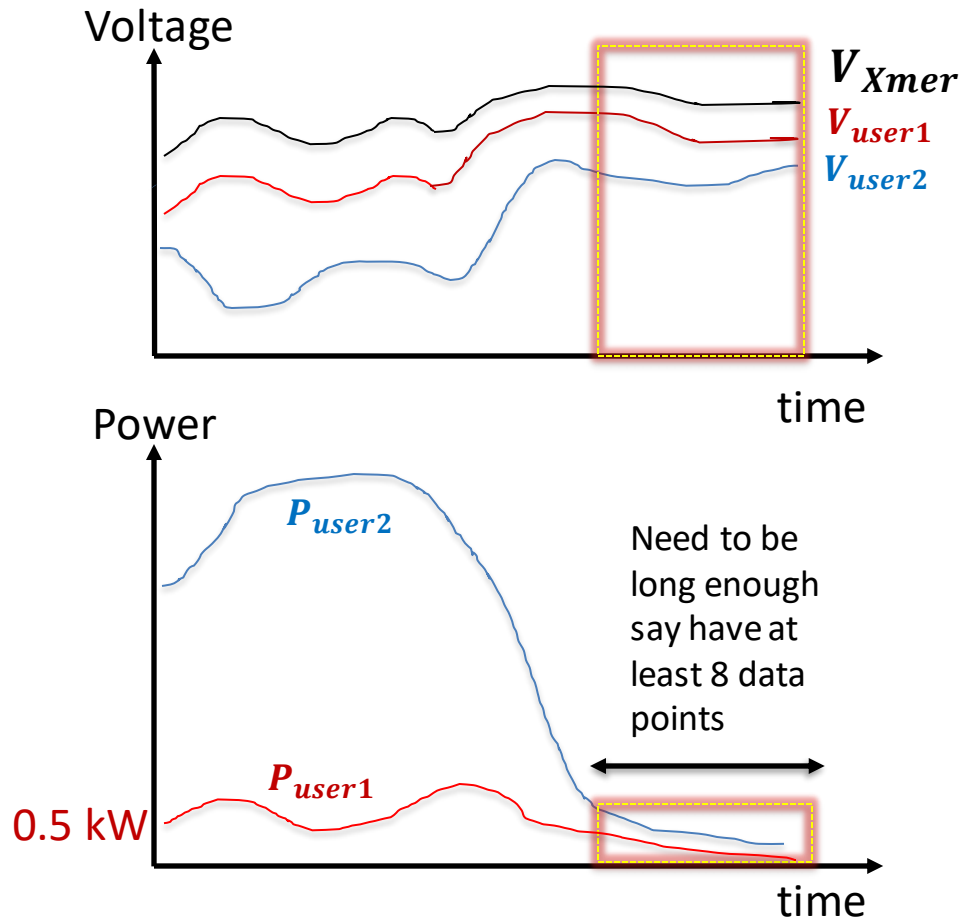 Voltage
V_Xmer
V_user1
V_user2
time
Power
P_user2
Need to be
long enough
say have at
least 8 data
points
P_user1
0.5 kW
time